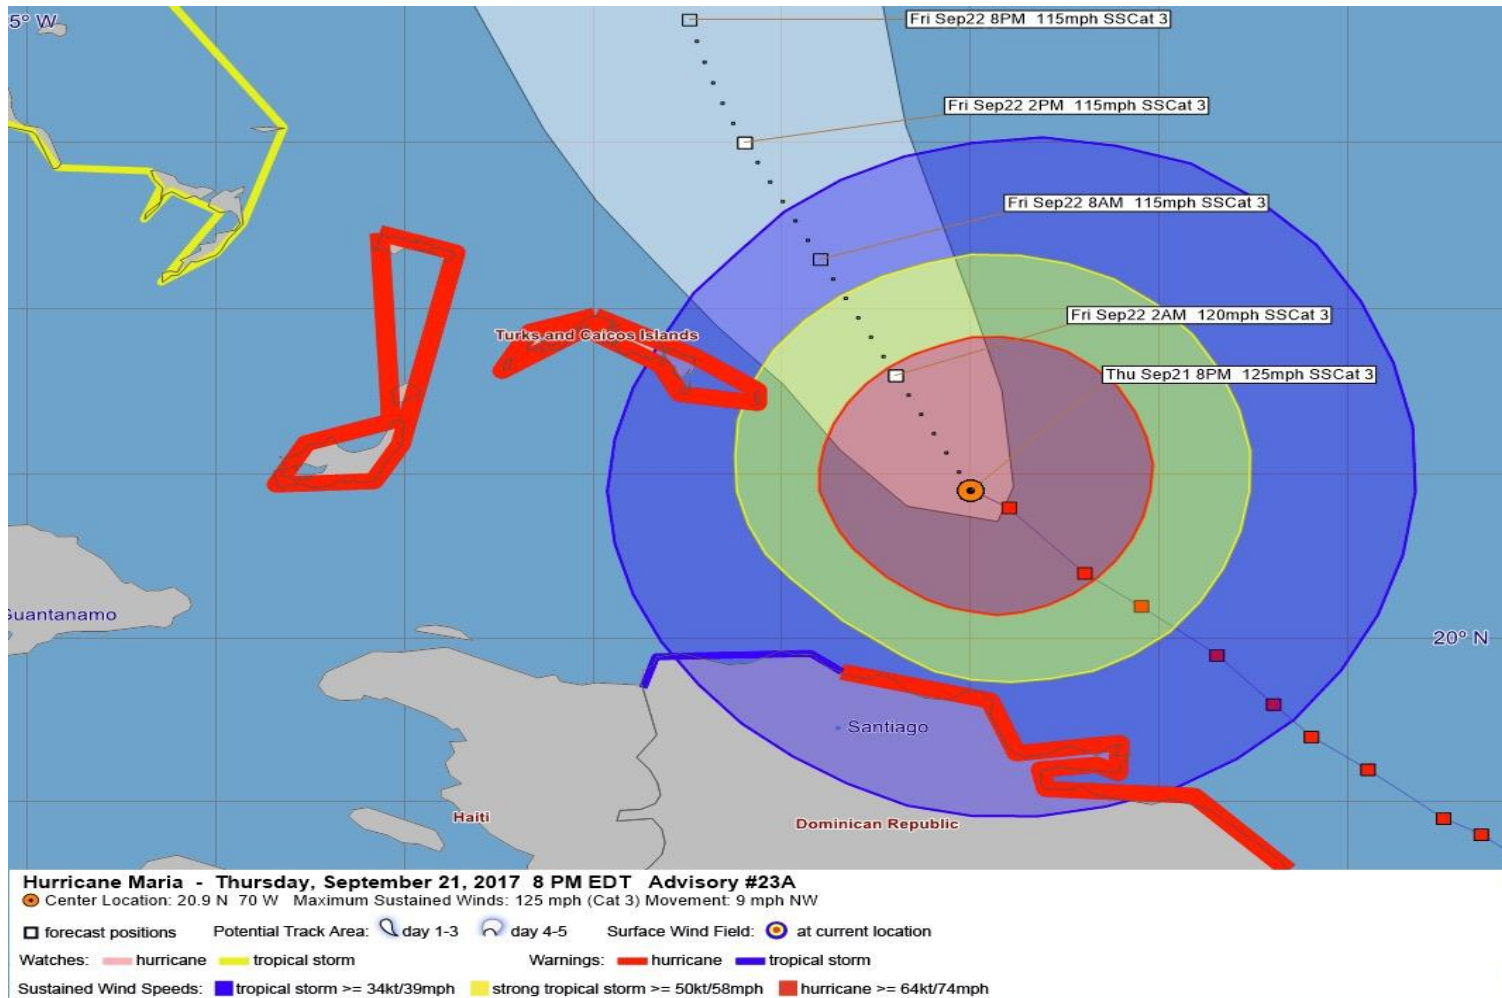 5° W
Fri Sep22 8PM 115mph SSCat 3
Fri Sep22 2PM 115mph SSCat 3
Fri Sep22 8AM 115mph SSCat 3
Fri Sep22 2AM 120mph SSCat 3
Turks and Caicos Islands
Thu Sep21 8PM 125mph SSCat 3
Guantanamo
20° N
Santiago
Haiti
Dominican Republic
Hurricane Maria - Thursday, September 21, 2017 8 PM EDT Advisory #23A
Center Location: 20.9 N 70 W Maximum Sustained Winds: 125 mph (Cat 3) Movement: 9 mph NW
forecast positions Potential Track Area: day 1-3 day 4-5 Surface Wind Field: at current location
Watches: hurricane tropical storm Warnings: hurricane tropical storm
Sustained Wind Speeds: tropical storm >= 34kt/39mph strong tropical storm >= 50kt/58mph hurricane >= 64kt/74mph